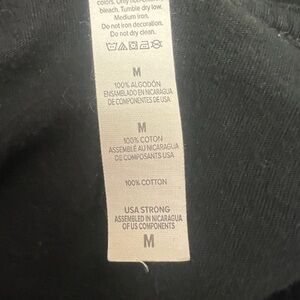 colors. Only non-chlorine
bleach. Tumble dry low.
Medium iron.
Do not iron decoration.
Do not dry clean.
M
100% ALGODÓN
ENSAMBLADO EN NICARAGUA
DE COMPONENTES DE USA
M
100% COTON
ASSEMBLÉ AU NICARAGUA
DE COMPOSANTS USA
100% COTTON
USA STRONG
ASSEMBLED IN NICARAGUA
OF US COMPONENTS
M